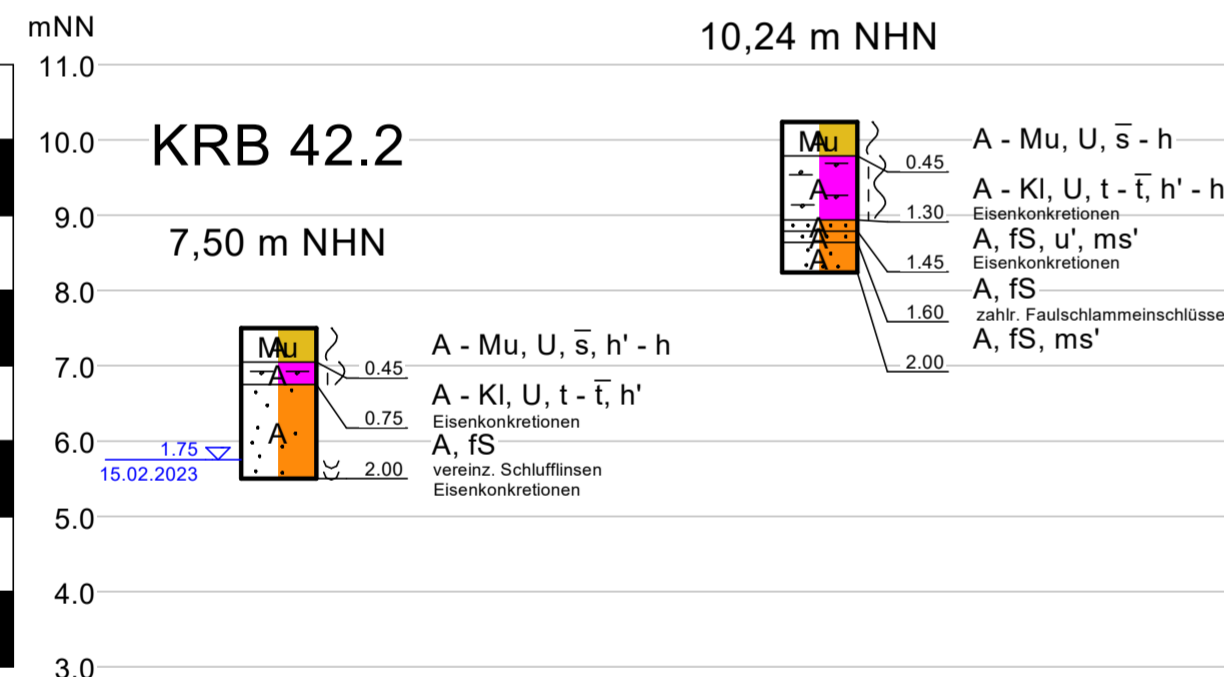 mNN
11.0
10.0
9.0
8.0
7.0
6.0
5.0
4.0
3.0
KRB 42.2
7,50 m NHN
Mu
A
A
A
1.75
15.02.2023
0.45
0.75
2.00
A - Mu, U, s̅, h' - h
A - Kl, U, t - t̅, h'
Eisenkonkretionen
A, fS
vereinz. Schlufflinsen
Eisenkonkretionen
10,24 m NHN
Mu
A
A
A
A
A
0.45
1.30
1.45
1.60
2.00
A - Mu, U, s̅ - h
A - Kl, U, t - t̅, h' - h
Eisenkonkretionen
A, fS, u', ms'
Eisenkonkretionen
A, fS
zahlr. Faulschlammeinschlüsse
A, fS, ms'